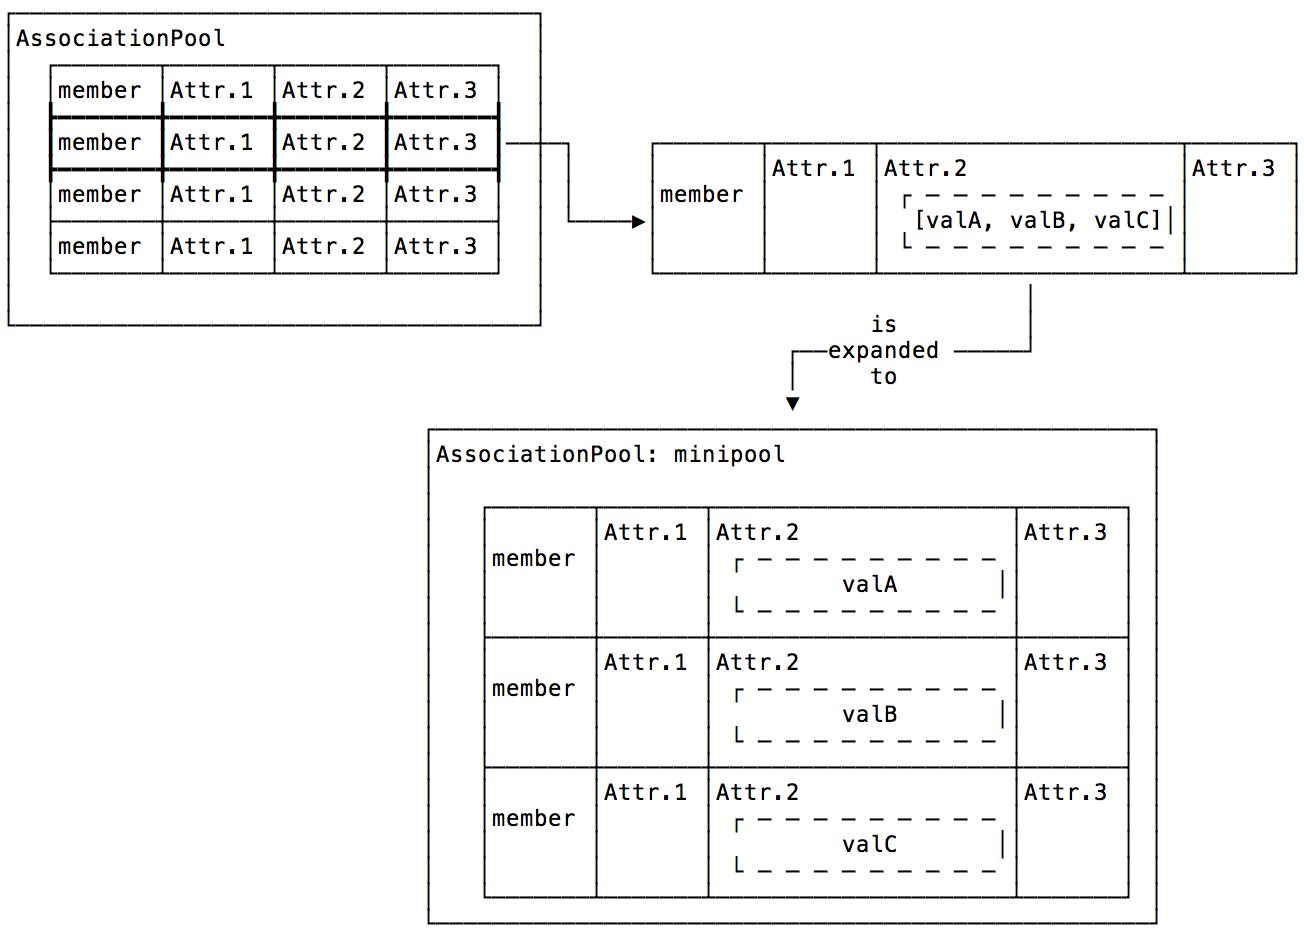 AssociationPool
member Attr.1 Attr.2 Attr.3
member Attr.1 Attr.2 Attr.3
member Attr.1 Attr.2 Attr.3
member Attr.1 Attr.2 Attr.3
Attr.1 Attr.2 Attr.3
member
[valA, valB, valC]
is
expanded
to
AssociationPool: minipool
Attr.1 Attr.2 Attr.3
member
valA
Attr.1 Attr.2 Attr.3
member
valB
Attr.1 Attr.2 Attr.3
member
valC